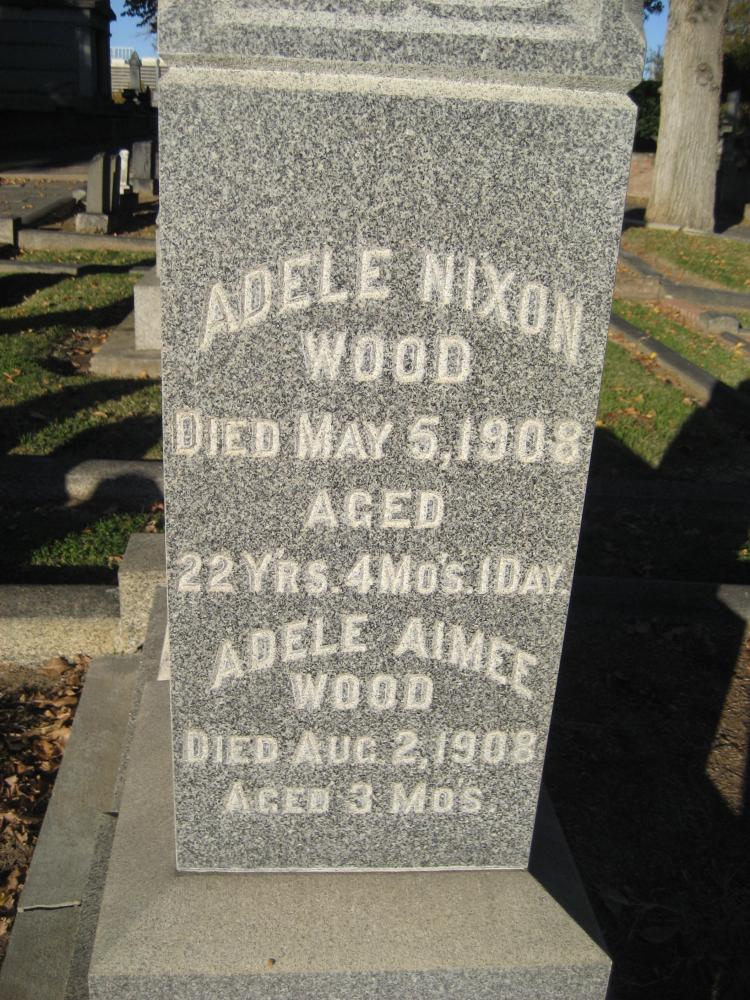 ADELE NIXON
WOOD
DIED MAY 5, 1908
AGED
22 Y'RS. 4 MO'S. 1 DAY.
ADELE AIMEE
WOOD
DIED AUG. 2, 1908
AGED 3 MO'S.